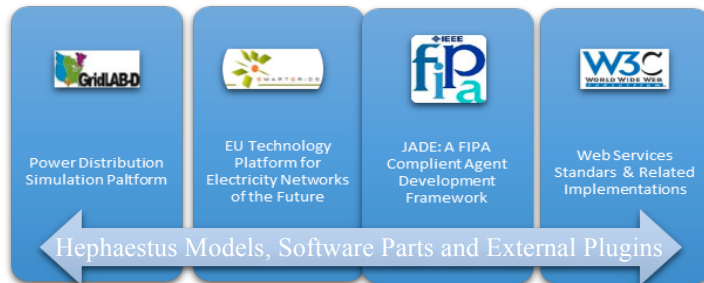 GridLAB-D
SMARTGRIDS
IEEE
fipa
W3C
WORLD WIDE WEB
Power Distribution
Simulation Paltform
EU Technology
Platform for
Electricity Networks
of the Future
JADE: A FIPA
Complient Agent
Development
Framework
Web Services
Standars & Related
Implementations
Hephaestus Models, Software Parts and External Plugins